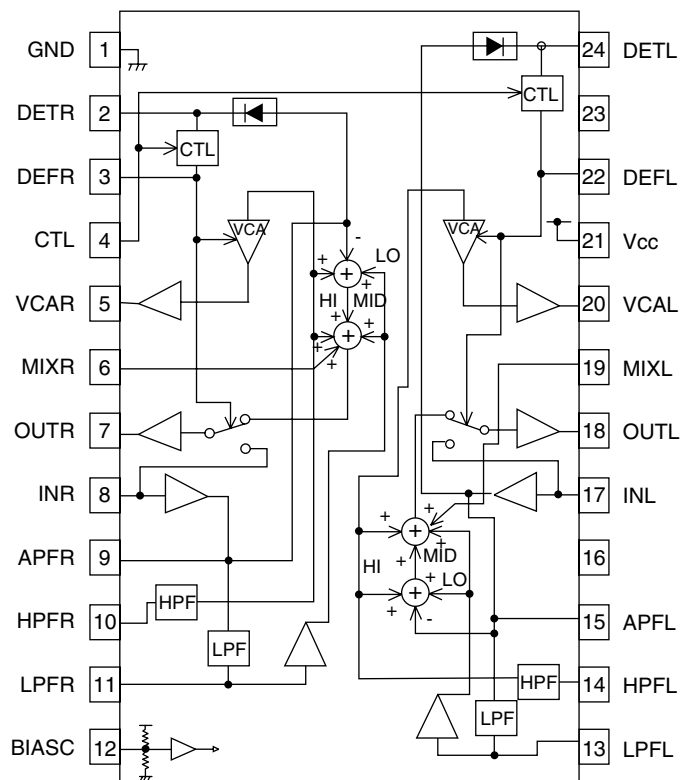 GND 1
24 DETL
CTL
DETR 2
23
CTL
DEFR 3
22 DEFL
VCA
VCA
CTL 4
21 Vcc
-
LO
+ + +
HI MID
VCAR 5
20 VCAL
+ +
+ + +
MIXR 6
+
19 MIXL
OUTR 7
18 OUTL
INR 8
17 INL
+ + +
+ +
APFR 9
MID
16
HI
+ LO
+ +
-
HPFR 10
HPF
15 APFL
LPF
LPFR 11
HPF
14 HPFL
LPF
BIASC 12
13 LPFL